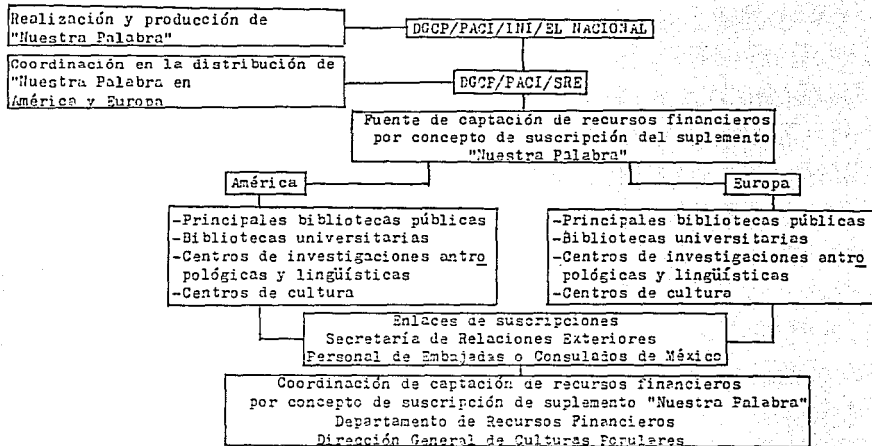 Realización y producción de
"Nuestra Palabra"
DGCP/PACI/INI/EL NACIONAL
Coordinación en la distribución de
"Nuestra Palabra en
América y Europa
DGCP/PACI/SRE
Fuente de captación de recursos financieros
por concepto de suscripción del suplemento
"Nuestra Palabra"
América
Europa
-Principales bibliotecas públicas
-Bibliotecas universitarias
-Centros de investigaciones antro
pológicas y lingüísticas
-Centros de cultura
-Principales bibliotecas públicas
-Bibliotecas universitarias
-Centros de investigaciones antro
pológicas y lingüísticas
-Centros de cultura
Enlaces de suscripciones
Secretaría de Relaciones Exteriores
Personal de Embajadas o Consulados de México
Coordinación de captación de recursos financieros
por concepto de suscripción de suplemento "Nuestra Palabra"
Departamento de Recursos Financieros
Dirección General de Culturas Populares